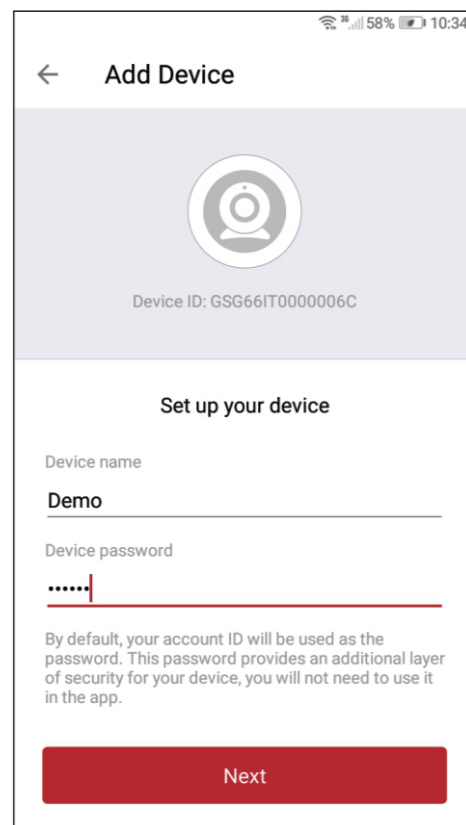 3G 58% 10:34
Add Device
Device ID: GSG66IT0000006C
Set up your device
Device name
Demo
Device password
••••••
By default, your account ID will be used as the
password. This password provides an additional layer
of security for your device, you will not need to use it
in the app.
Next